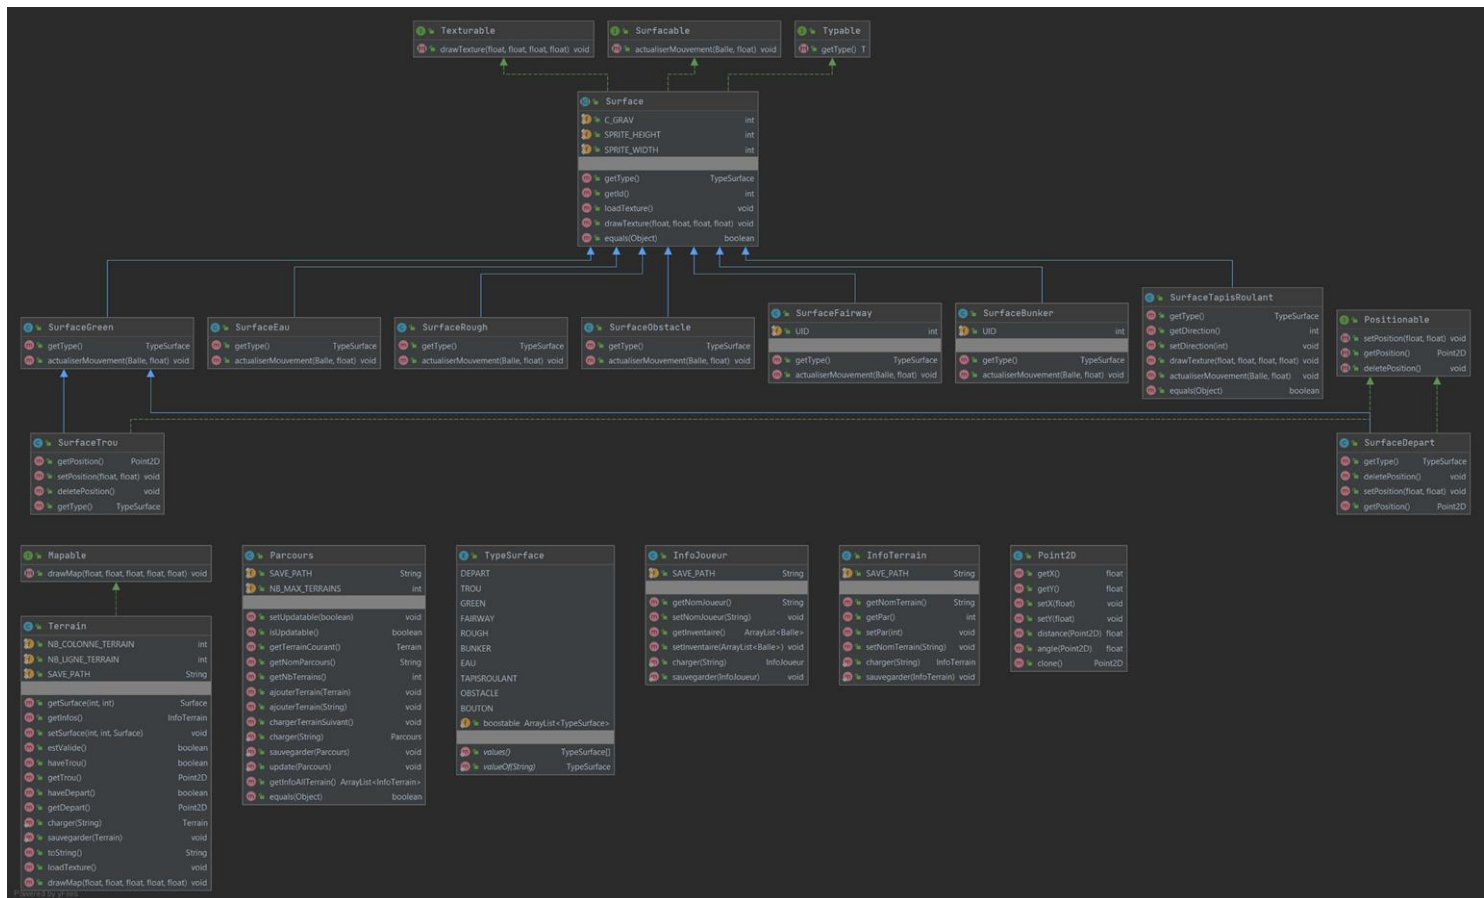 Texturable
drawTexture(float, float, float, float) void
Surfacable
actualiserMouvement(Balle, float) void
Typable
getType() T
Surface
C_GRAV int
SPRITE_HEIGHT int
SPRITE_WIDTH int
getType() TypeSurface
getId() int
loadTexture() void
drawTexture(float, float, float, float) void
equals(Object) boolean
SurfaceGreen
getType() TypeSurface
actualiserMouvement(Balle, float) void
SurfaceEau
getType() TypeSurface
actualiserMouvement(Balle, float) void
SurfaceRough
getType() TypeSurface
actualiserMouvement(Balle, float) void
SurfaceObstacle
getType() TypeSurface
actualiserMouvement(Balle, float) void
SurfaceFairway
UID int
getType() TypeSurface
actualiserMouvement(Balle, float) void
SurfaceBunker
UID int
getType() TypeSurface
actualiserMouvement(Balle, float) void
SurfaceTapisRoulant
getType() TypeSurface
getDirection() int
setDirection(int) void
drawTexture(float, float, float, float) void
actualiserMouvement(Balle, float) void
equals(Object) boolean
Positionable
setPosition(float, float) void
getPosition() Point2D
deletePosition() void
SurfaceTrou
getPosition() Point2D
setPosition(float, float) void
deletePosition() void
getType() TypeSurface
SurfaceDepart
getType() TypeSurface
deletePosition() void
setPosition(float, float) void
getPosition() Point2D
Mapable
drawMap(float, float, float, float, float) void
Terrain
NB_COLONNE_TERRAIN int
NB_LIGNE_TERRAIN int
SAVE_PATH String
getSurface(int, int) Surface
getInfos() InfoTerrain
setSurface(int, int, Surface) void
estValide() boolean
haveTrou() boolean
getTrou() Point2D
haveDepart() boolean
getDepart() Point2D
charger(String) Terrain
sauvegarder(Terrain) void
toString() String
loadTexture() void
drawMap(float, float, float, float, float) void
Parcours
SAVE_PATH String
NB_MAX_TERRAINS int
setUpdatable(boolean) void
isUpdatable() boolean
getTerrainCourant() Terrain
getNomParcours() String
getNbTerrains() int
ajouterTerrain(Terrain) void
ajouterTerrain(String) void
chargerTerrainSuivant() void
charger(String) Parcours
sauvegarder(Parcours) void
update(Parcours) void
getInfoAllTerrain() ArrayList<InfoTerrain>
equals(Object) boolean
TypeSurface
DEPART
TROU
GREEN
FAIRWAY
ROUGH
BUNKER
EAU
TAPISROULANT
OBSTACLE
BOUTON
boostable ArrayList<TypeSurface>
values() TypeSurface[]
valueOf(String) TypeSurface
InfoJoueur
SAVE_PATH String
getNomJoueur() String
setNomJoueur(String) void
getInventaire() ArrayList<Balle>
setInventaire(ArrayList<Balle>) void
charger(String) InfoJoueur
sauvegarder(InfoJoueur) void
InfoTerrain
SAVE_PATH String
getNomTerrain() String
getPar() int
setPar(int) void
setNomTerrain(String) void
charger(String) InfoTerrain
sauvegarder(InfoTerrain) void
Point2D
getX() float
getY() float
setX(float) void
setY(float) void
distance(Point2D) float
angle(Point2D) float
clone() Point2D
Powered by yFiles